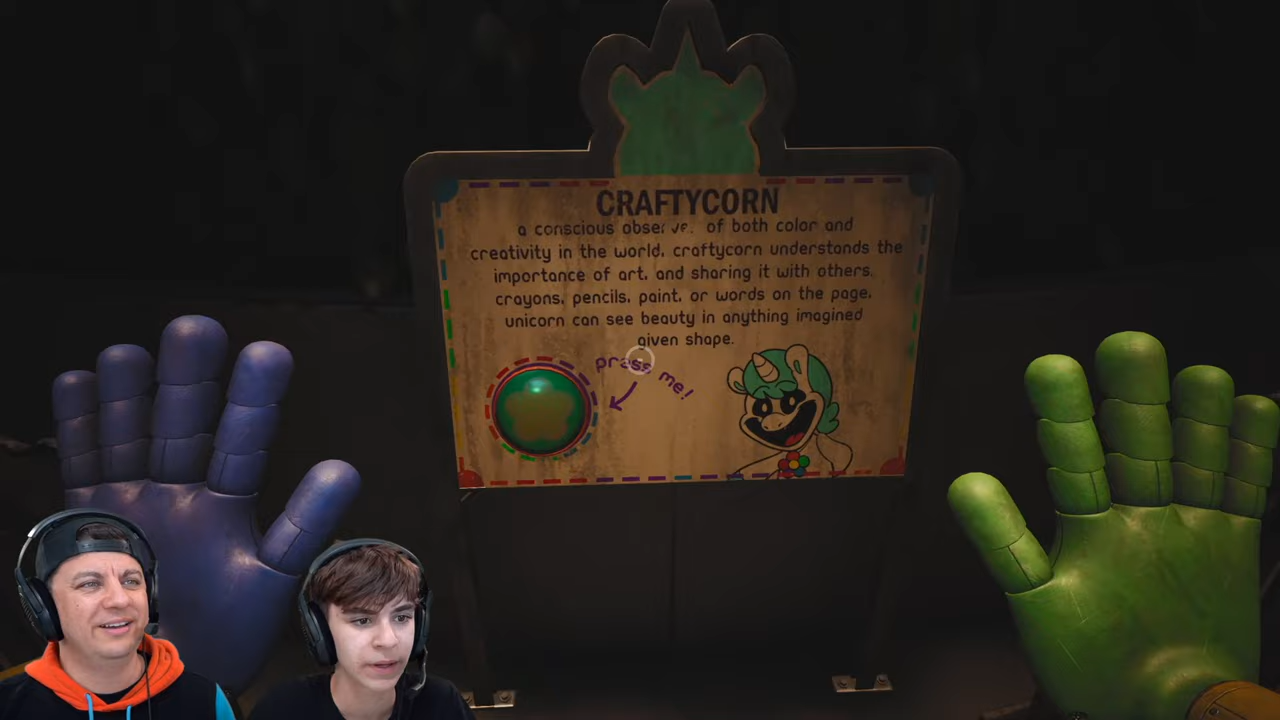 CRAFTYCORN
a conscious of both color and
creativity in the world, craftycorn understands the
importance of art, and sharing it with others.
crayons, pencils, paint, or words on the page,
unicorn can see beauty in anything imagined
given shape.
press me!